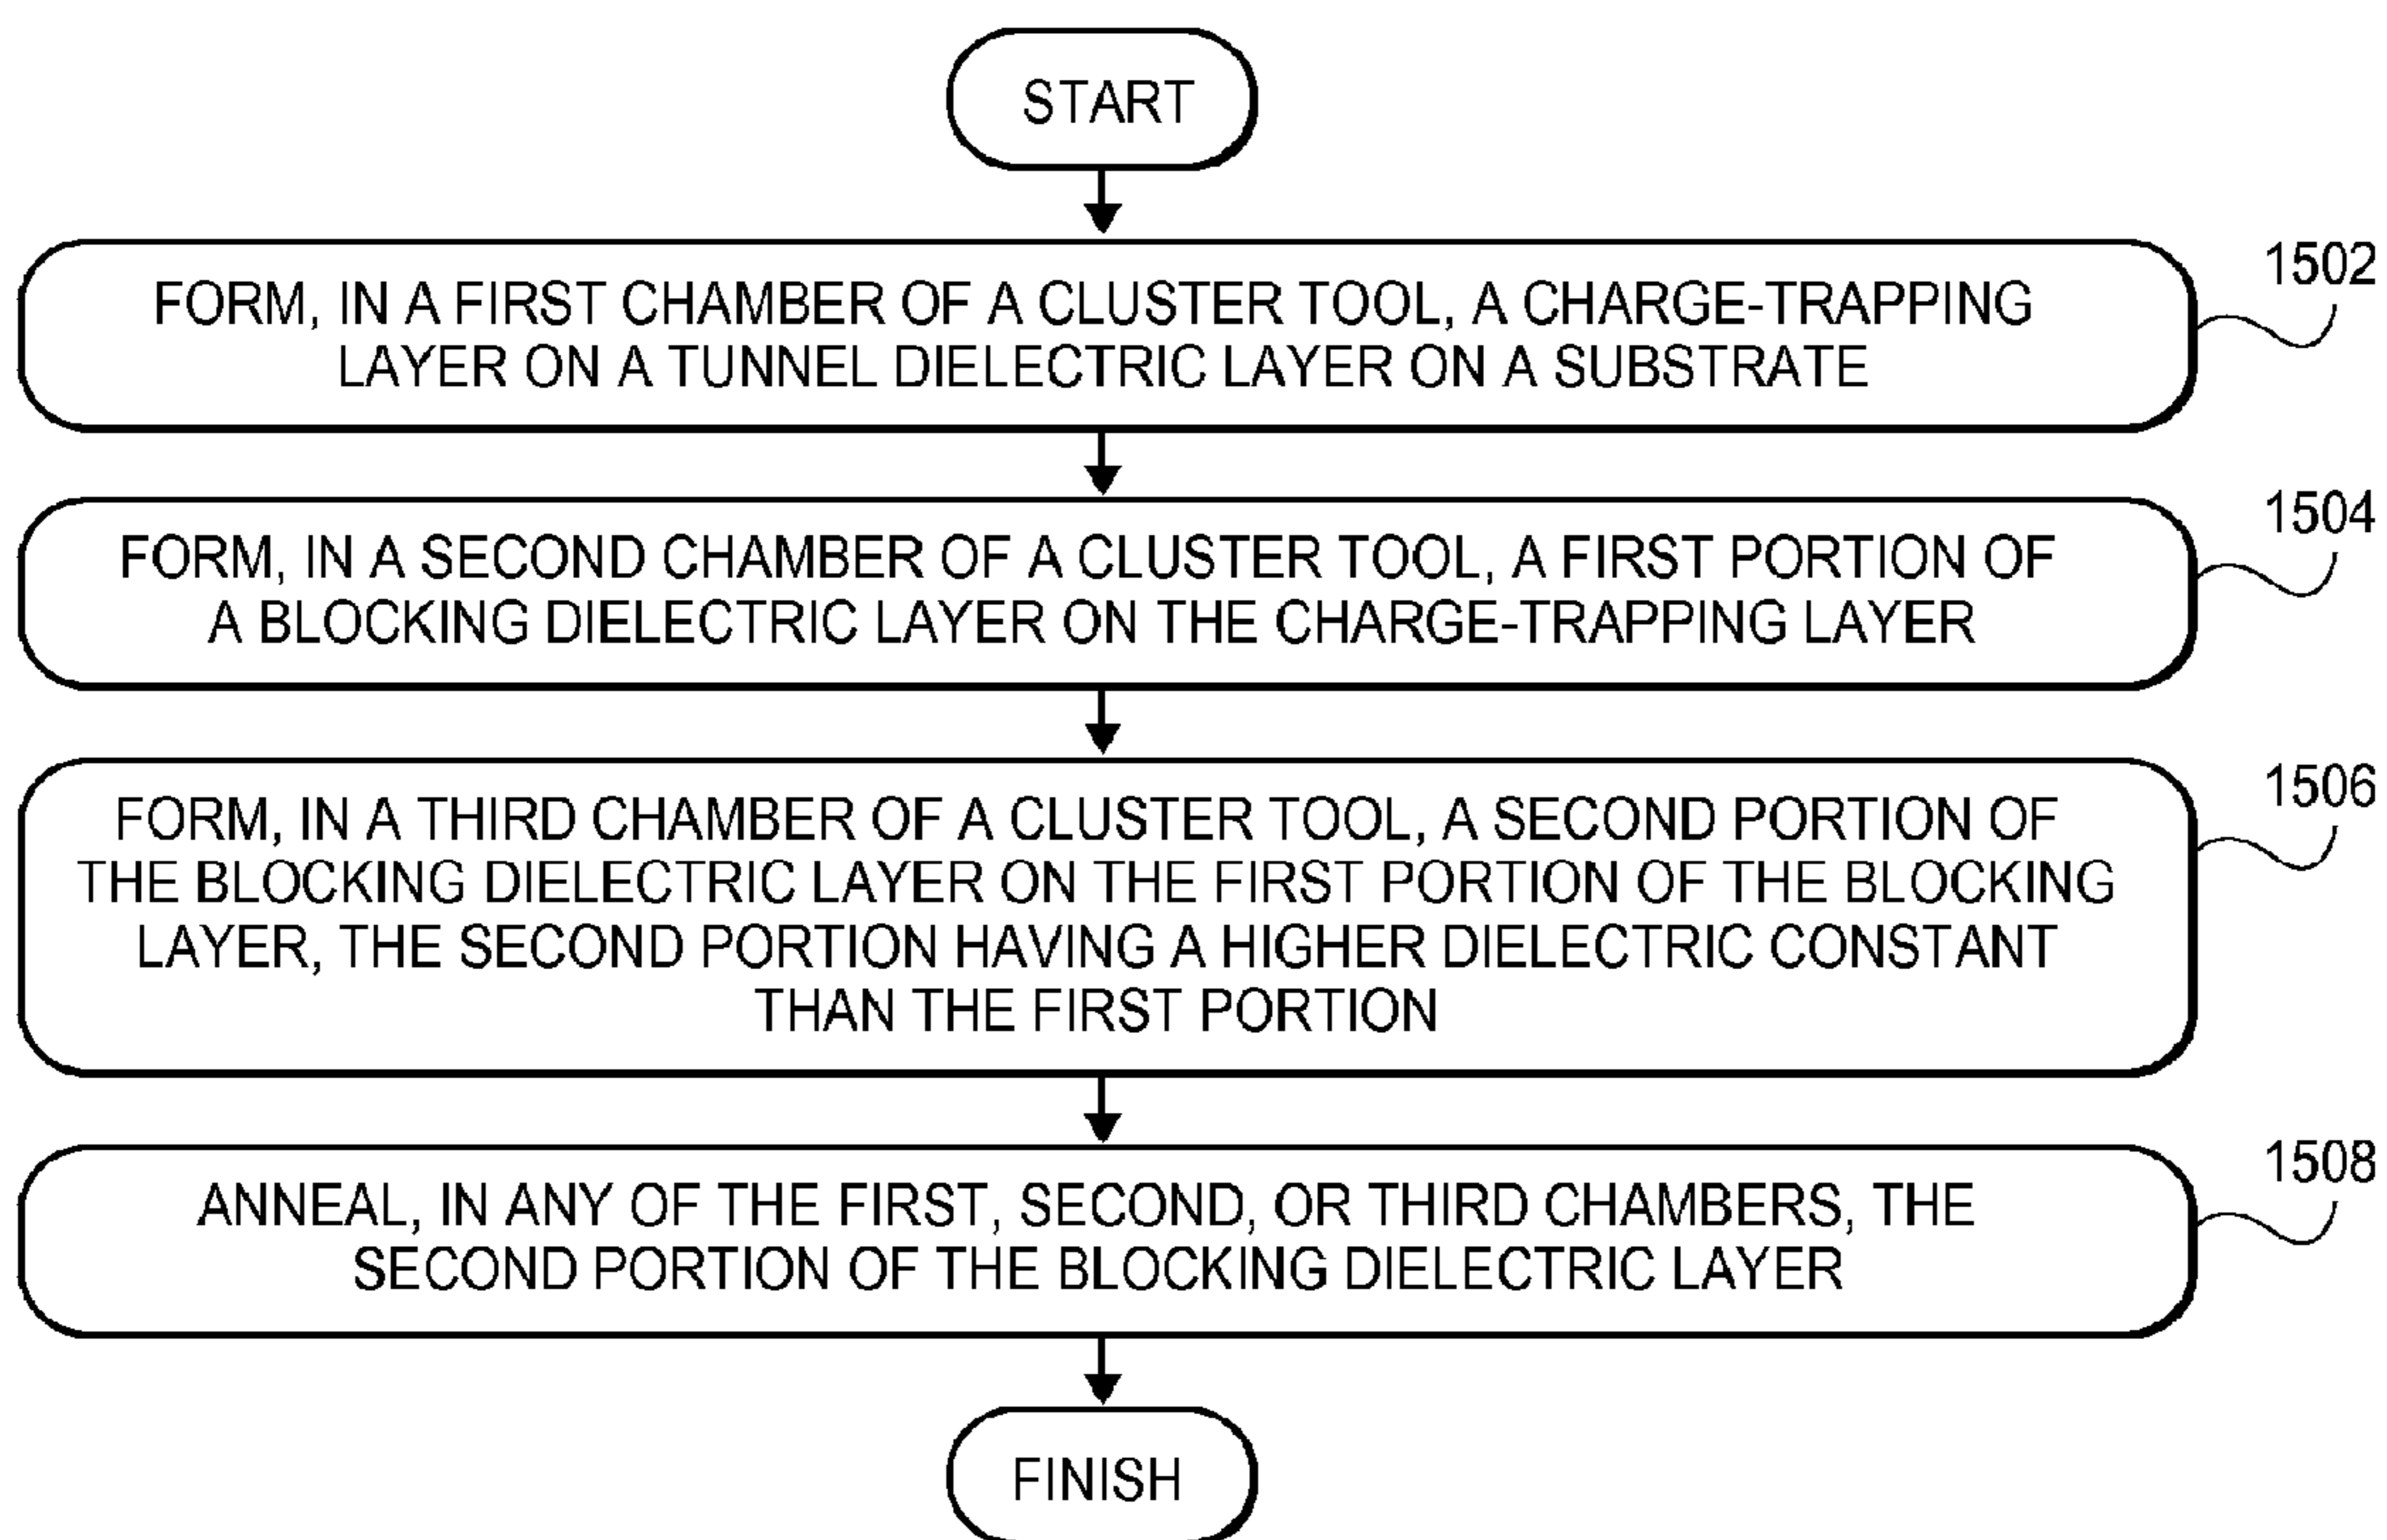 START
1502
FORM, IN A FIRST CHAMBER OF A CLUSTER TOOL, A CHARGE-TRAPPING
LAYER ON A TUNNEL DIELECTRIC LAYER ON A SUBSTRATE
1504
FORM, IN A SECOND CHAMBER OF A CLUSTER TOOL, A FIRST PORTION OF
A BLOCKING DIELECTRIC LAYER ON THE CHARGE-TRAPPING LAYER
1506
FORM, IN A THIRD CHAMBER OF A CLUSTER TOOL, A SECOND PORTION OF
THE BLOCKING DIELECTRIC LAYER ON THE FIRST PORTION OF THE BLOCKING
LAYER, THE SECOND PORTION HAVING A HIGHER DIELECTRIC CONSTANT
THAN THE FIRST PORTION
1508
ANNEAL, IN ANY OF THE FIRST, SECOND, OR THIRD CHAMBERS, THE
SECOND PORTION OF THE BLOCKING DIELECTRIC LAYER
FINISH